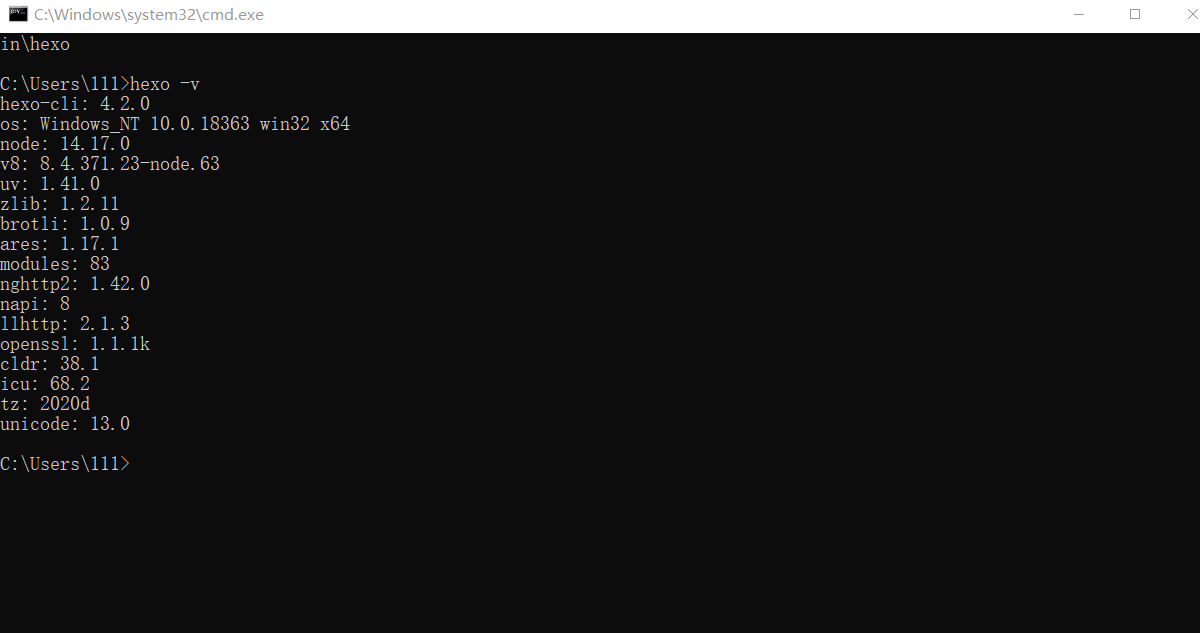 C:\Windows\system32\cmd.exe
in\hexo
C:\Users\lll>hexo -v
hexo-cli: 4.2.0
os: Windows_NT 10.0.18363 win32 x64
node: 14.17.0
v8: 8.4.371.23-node.63
uv: 1.41.0
zlib: 1.2.11
brotli: 1.0.9
ares: 1.17.1
modules: 83
nghttp2: 1.42.0
napi: 8
llhttp: 2.1.3
openssl: 1.1.1k
cldr: 38.1
icu: 68.2
tz: 2020d
unicode: 13.0
C:\Users\lll>